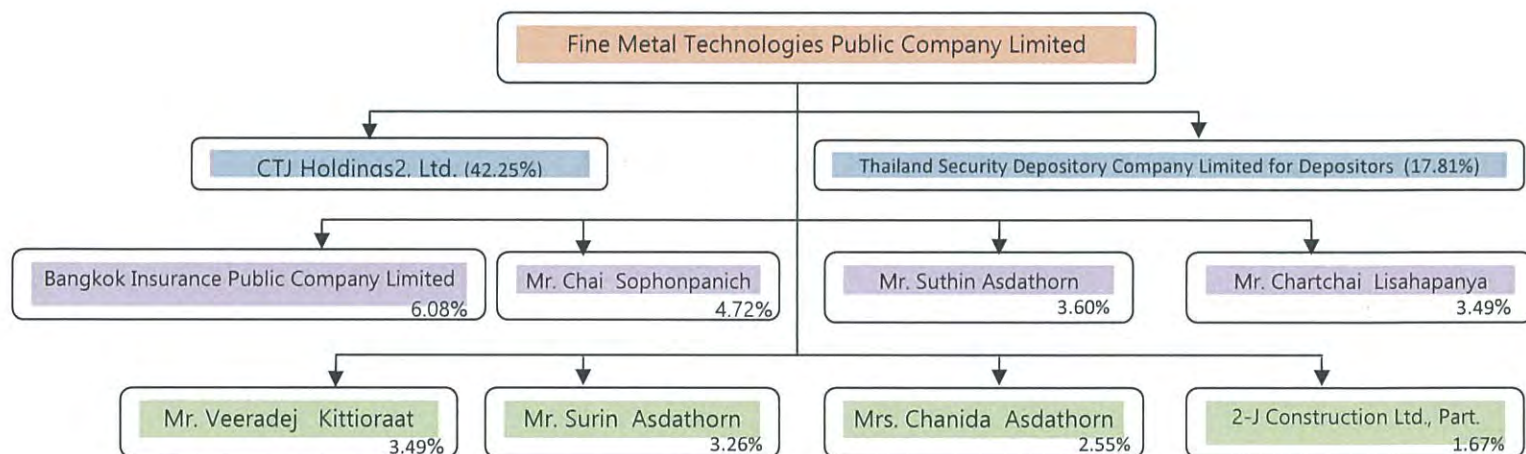 Fine Metal Technologies Public Company Limited
CTJ Holdings2. Ltd. (42.25%)
Thailand Security Depository Company Limited for Depositors (17.81%)
Bangkok Insurance Public Company Limited
6.08%
Mr. Chai Sophonpanich
4.72%
Mr. Suthin Asdathorn
3.60%
Mr. Chartchai Lisahapanya
3.49%
Mr. Veeradej Kittioraat
3.49%
Mr. Surin Asdathorn
3.26%
Mrs. Chanida Asdathorn
2.55%
2-J Construction Ltd., Part.
1.67%